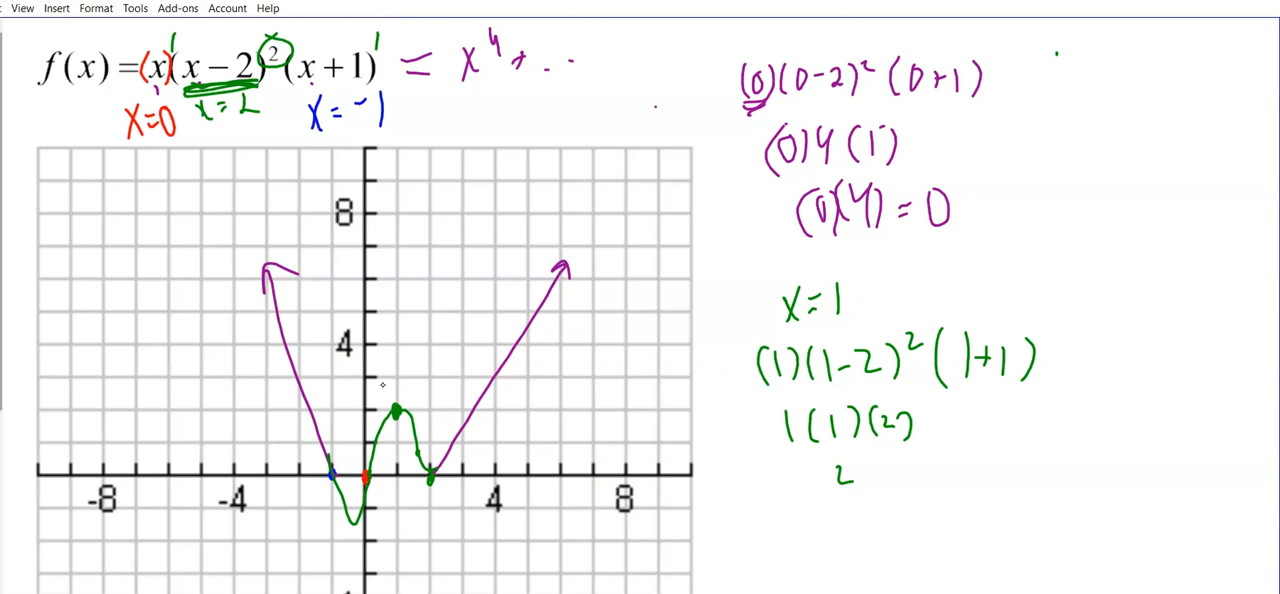 View Insert Format Tools Add-ons Account Help
f(x) = (x)¹(x − 2)²(x + 1)¹ = x⁴ + ...
x=0 x=2 x=-1
(0)(0-2)²(0+1)
(0)4(1)
(0)(4) = 0
8
x=1
4
(1)(1-2)²(1+1)
1(1)(2)
2
-8 -4 4 8